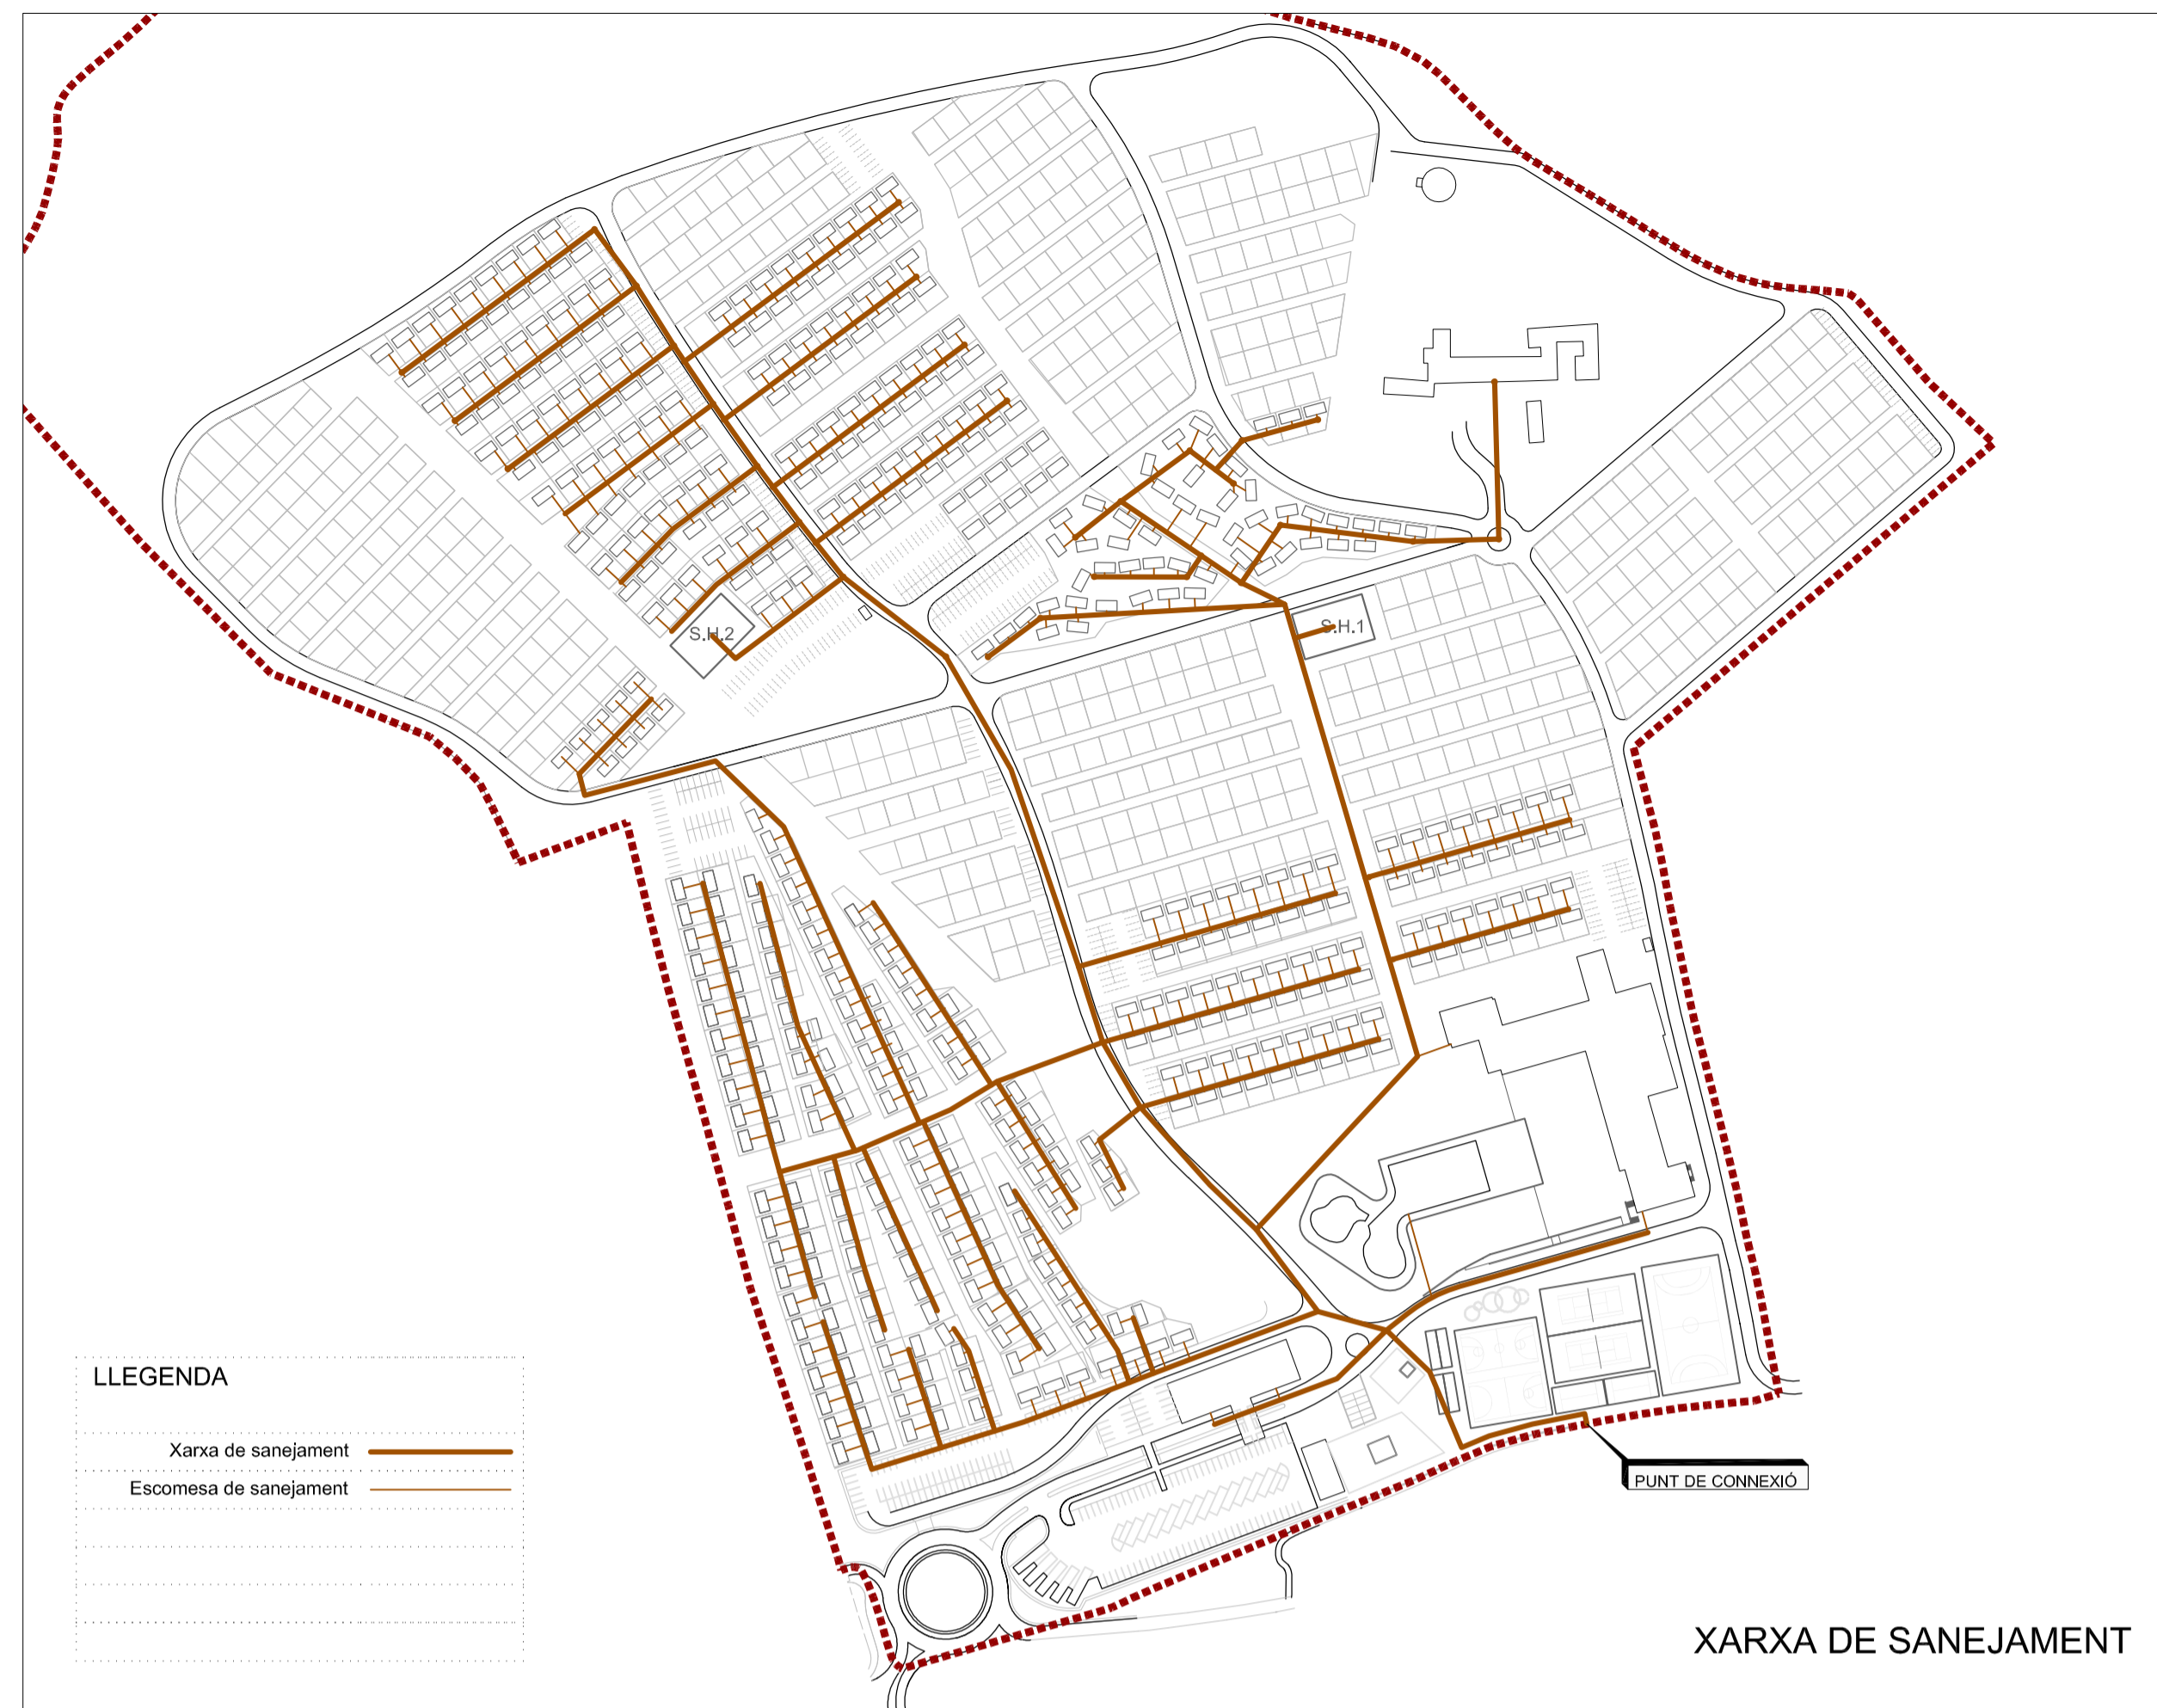 S.H.2
S.H.1
LLEGENDA
Xarxa de sanejament
Escomesa de sanejament
PUNT DE CONNEXIÓ
XARXA DE SANEJAMENT